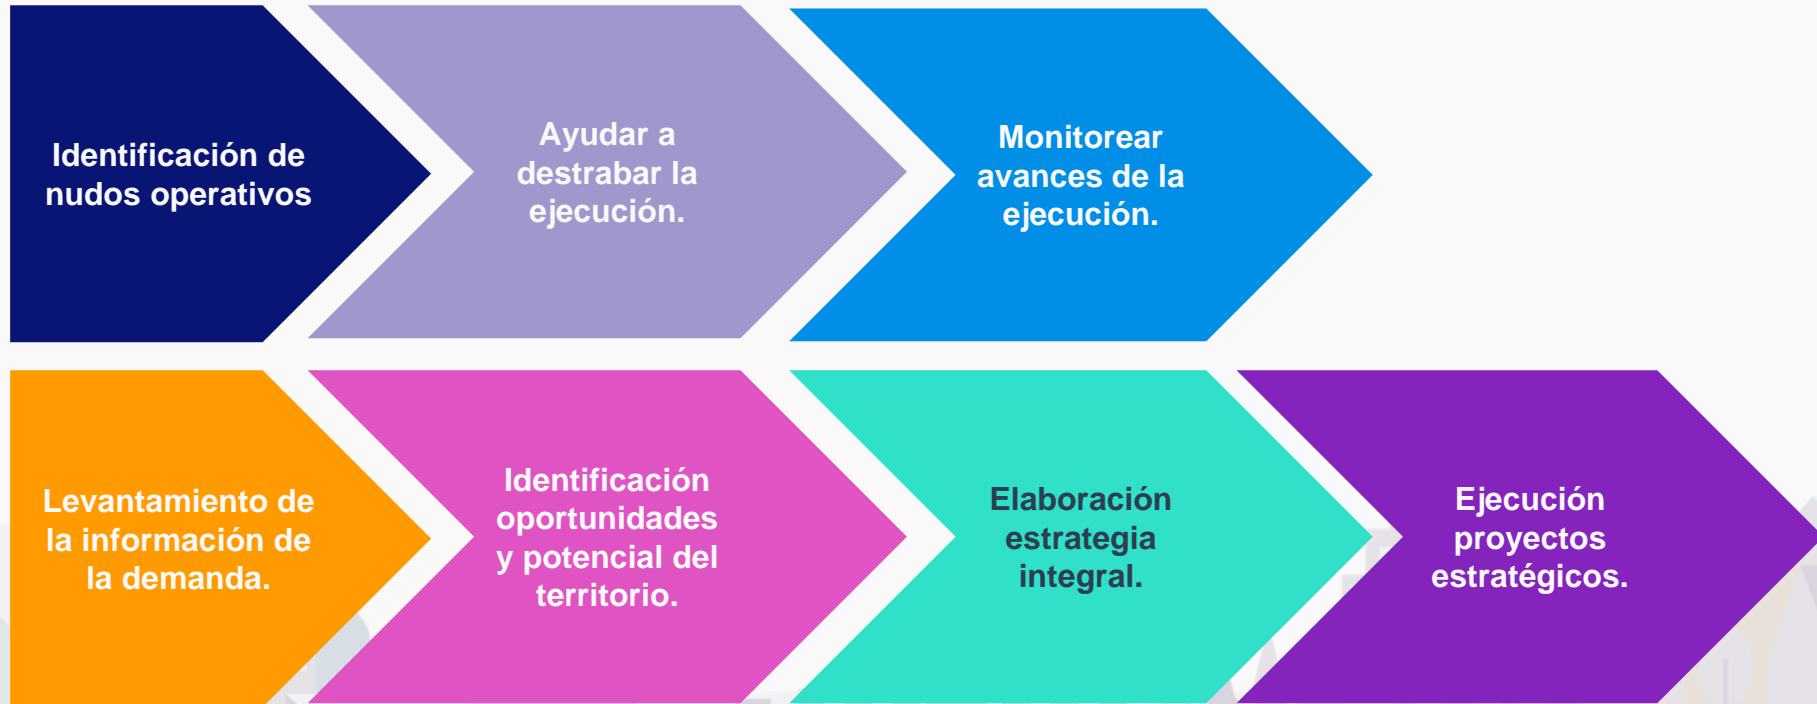 Identificación de
nudos operativos
Ayudar a
destrabar la
ejecución.
Monitorear
avances de la
ejecución.
Levantamiento de
la información de
la demanda.
Identificación
oportunidades
y potencial del
territorio.
Elaboración
estrategia
integral.
Ejecución
proyectos
estratégicos.